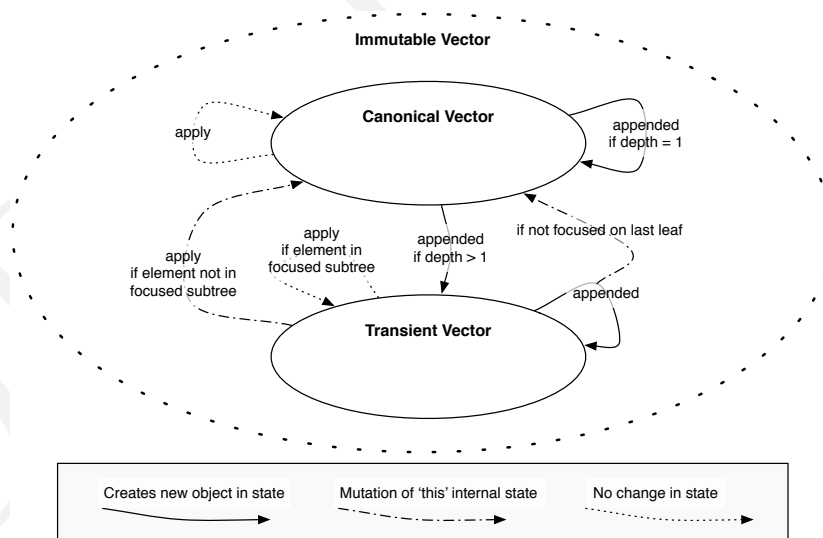 Immutable Vector
Canonical Vector
apply
appended
if depth = 1
apply
if element not in
focused subtree
apply
if element in
focused subtree
appended
if depth > 1
if not focused on last leaf
appended
Transient Vector
Creates new object in state
Mutation of 'this' internal state
No change in state